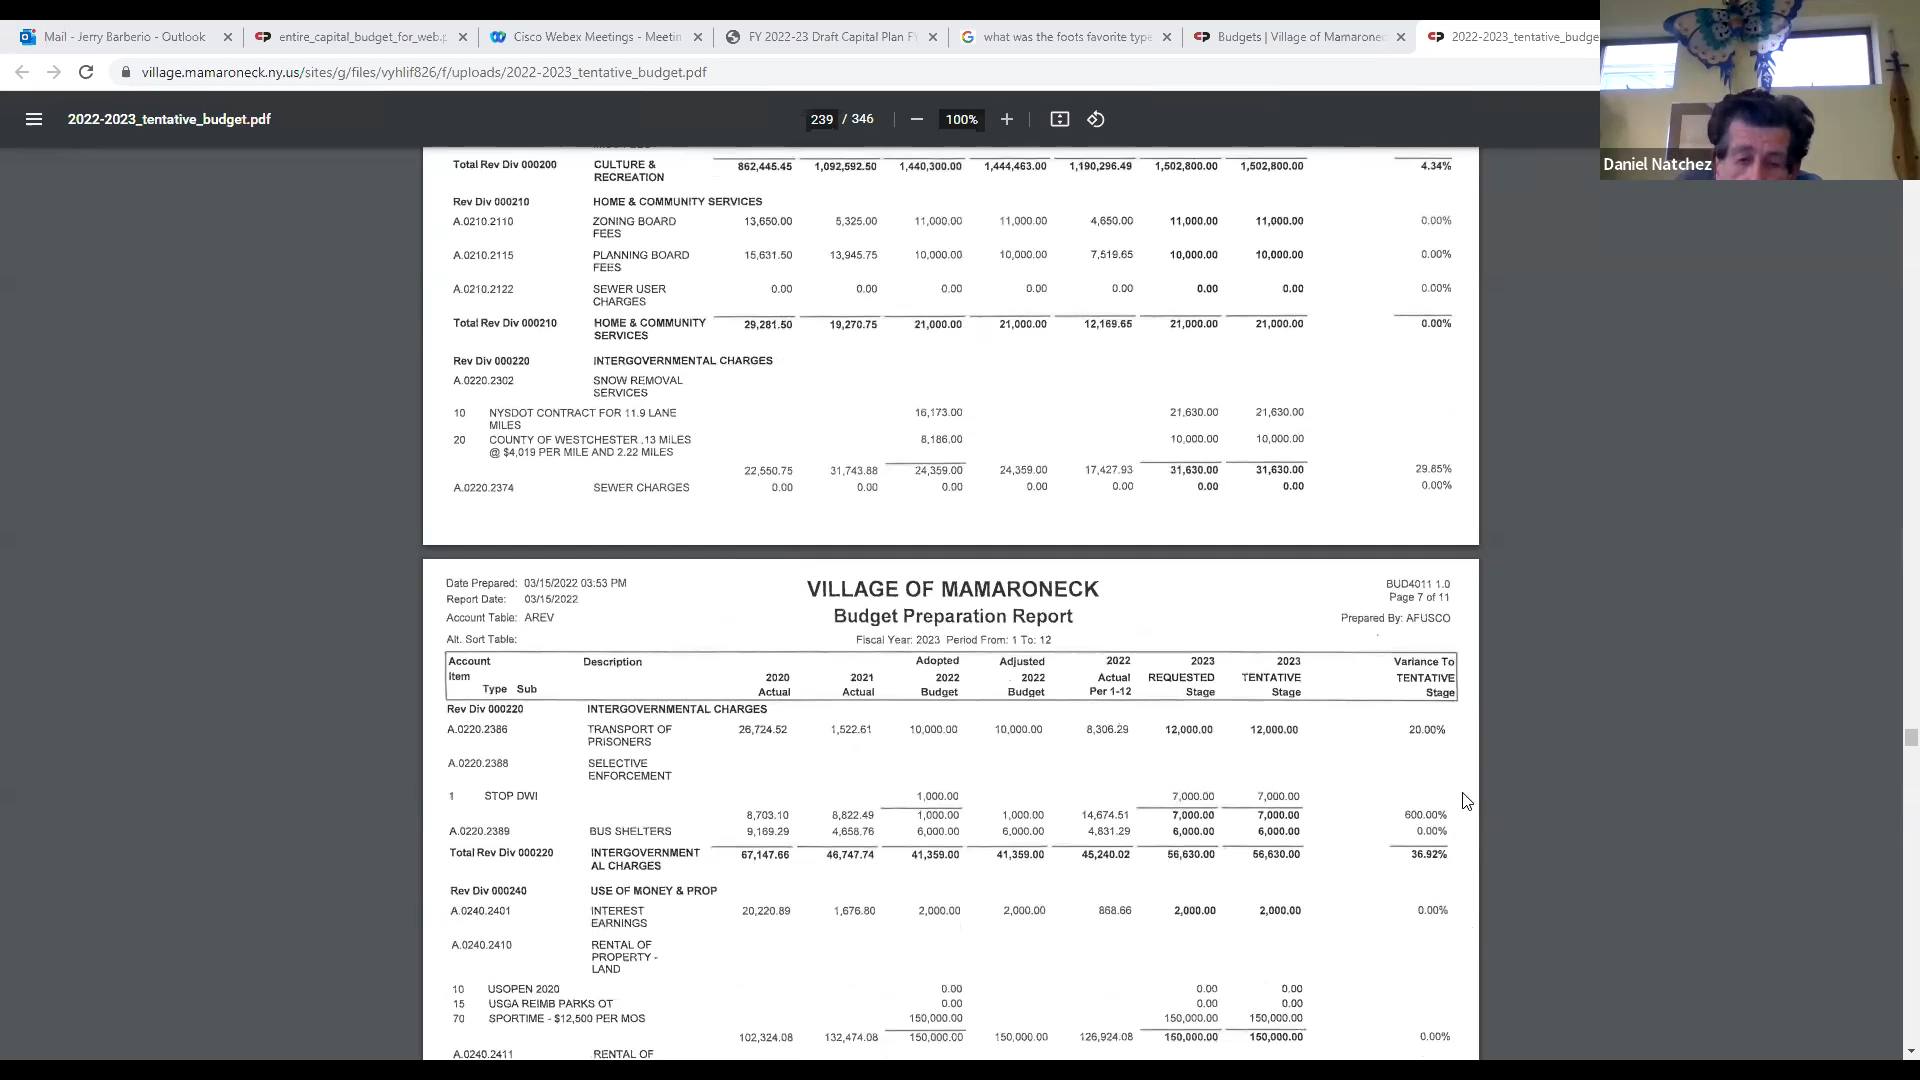 Mail - Jerry Barberio - Outlook × entire_capital_budget_for_web.p × Cisco Webex Meetings - Meetin × FY 2022-23 Draft Capital Plan F × what was the foots favorite type × Budgets | Village of Mamaronec × 2022-2023_tentative_budge
village.mamaroneck.ny.us/sites/g/files/vyhlif826/f/uploads/2022-2023_tentative_budget.pdf
2022-2023_tentative_budget.pdf 239 / 346 100%
Daniel Natchez
Total Rev Div 000200 CULTURE & 862,445.45 1,092,592.50 1,440,300.00 1,444,463.00 1,190,296.49 1,502,800.00 1,502,800.00 4.34%
RECREATION
Rev Div 000210 HOME & COMMUNITY SERVICES
A.0210.2110 ZONING BOARD 13,650.00 5,325.00 11,000.00 11,000.00 4,650.00 11,000.00 11,000.00 0.00%
FEES
A.0210.2115 PLANNING BOARD 15,631.50 13,945.75 10,000.00 10,000.00 7,519.65 10,000.00 10,000.00 0.00%
FEES
A.0210.2122 SEWER USER 0.00 0.00 0.00 0.00 0.00 0.00 0.00 0.00%
CHARGES
Total Rev Div 000210 HOME & COMMUNITY 29,281.50 19,270.75 21,000.00 21,000.00 12,169.65 21,000.00 21,000.00 0.00%
SERVICES
Rev Div 000220 INTERGOVERNMENTAL CHARGES
A.0220.2302 SNOW REMOVAL
SERVICES
10 NYSDOT CONTRACT FOR 11.9 LANE 16,173.00 21,630.00 21,630.00
MILES
20 COUNTY OF WESTCHESTER .13 MILES 8,186.00 10,000.00 10,000.00
@ $4,019 PER MILE AND 2.22 MILES
22,550.75 31,743.88 24,359.00 24,359.00 17,427.93 31,630.00 31,630.00 29.85%
A.0220.2374 SEWER CHARGES 0.00 0.00 0.00 0.00 0.00 0.00 0.00 0.00%
Date Prepared: 03/15/2022 03:53 PM VILLAGE OF MAMARONECK BUD4011 1.0
Report Date: 03/15/2022 Page 7 of 11
Account Table: AREV Budget Preparation Report Prepared By: AFUSCO
Alt. Sort Table: Fiscal Year: 2023 Period From: 1 To: 12
Account Description Adopted Adjusted 2022 2023 2023 Variance To
Item 2020 2021 2022 2022 Actual REQUESTED TENTATIVE TENTATIVE
Type Sub Actual Actual Budget Budget Per 1-12 Stage Stage Stage
Rev Div 000220 INTERGOVERNMENTAL CHARGES
A.0220.2386 TRANSPORT OF 26,724.52 1,522.61 10,000.00 10,000.00 8,306.29 12,000.00 12,000.00 20.00%
PRISONERS
A.0220.2388 SELECTIVE
ENFORCEMENT
1 STOP DWI 1,000.00 7,000.00 7,000.00
8,703.10 8,822.49 1,000.00 1,000.00 14,674.51 7,000.00 7,000.00 600.00%
A.0220.2389 BUS SHELTERS 9,169.29 4,658.76 6,000.00 6,000.00 4,831.29 6,000.00 6,000.00 0.00%
Total Rev Div 000220 INTERGOVERNMENT 67,147.66 46,747.74 41,359.00 41,359.00 45,240.02 56,630.00 56,630.00 36.92%
AL CHARGES
Rev Div 000240 USE OF MONEY & PROP
A.0240.2401 INTEREST 20,220.89 1,676.80 2,000.00 2,000.00 868.66 2,000.00 2,000.00 0.00%
EARNINGS
A.0240.2410 RENTAL OF
PROPERTY -
LAND
10 USOPEN 2020 0.00 0.00 0.00
15 USGA REIMB PARKS OT 0.00 0.00 0.00
70 SPORTIME - $12,500 PER MOS 150,000.00 150,000.00 150,000.00
102,324.08 132,474.08 150,000.00 150,000.00 126,924.08 150,000.00 150,000.00 0.00%
A.0240.2411 RENTAL OF